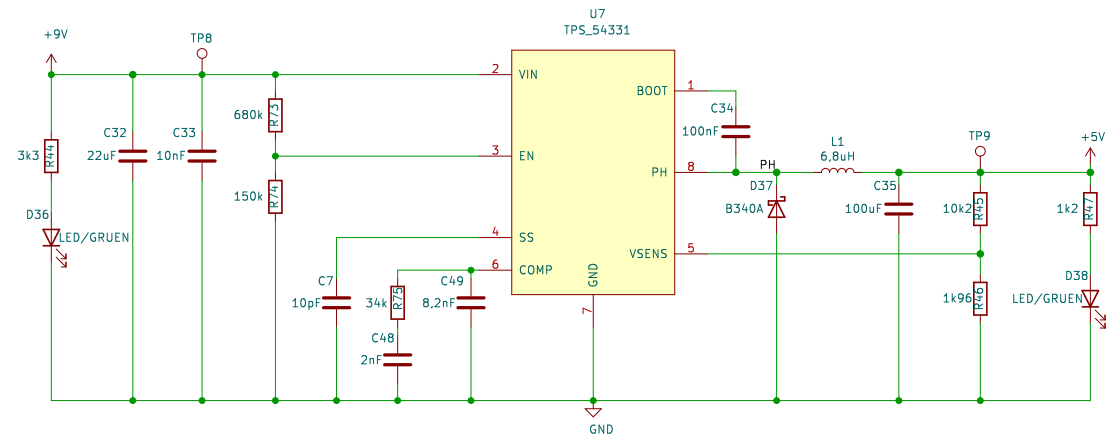 U7
TPS_54331
+9V
TP8
2
VIN
BOOT
1
C34
100nF
680k
R73
C32
22uF
C33
10nF
3k3
R44
3
EN
PH
8
PH
L1
6,8uH
TP9
+5V
150k
R74
D37
B340A
C35
100uF
10k2
R45
1k2
R47
D36
LED/GRUEN
4
SS
VSENS
5
6
COMP
GND
7
C7
10pF
34k
R75
C49
8,2nF
C48
2nF
1k96
R46
D38
LED/GRUEN
GND